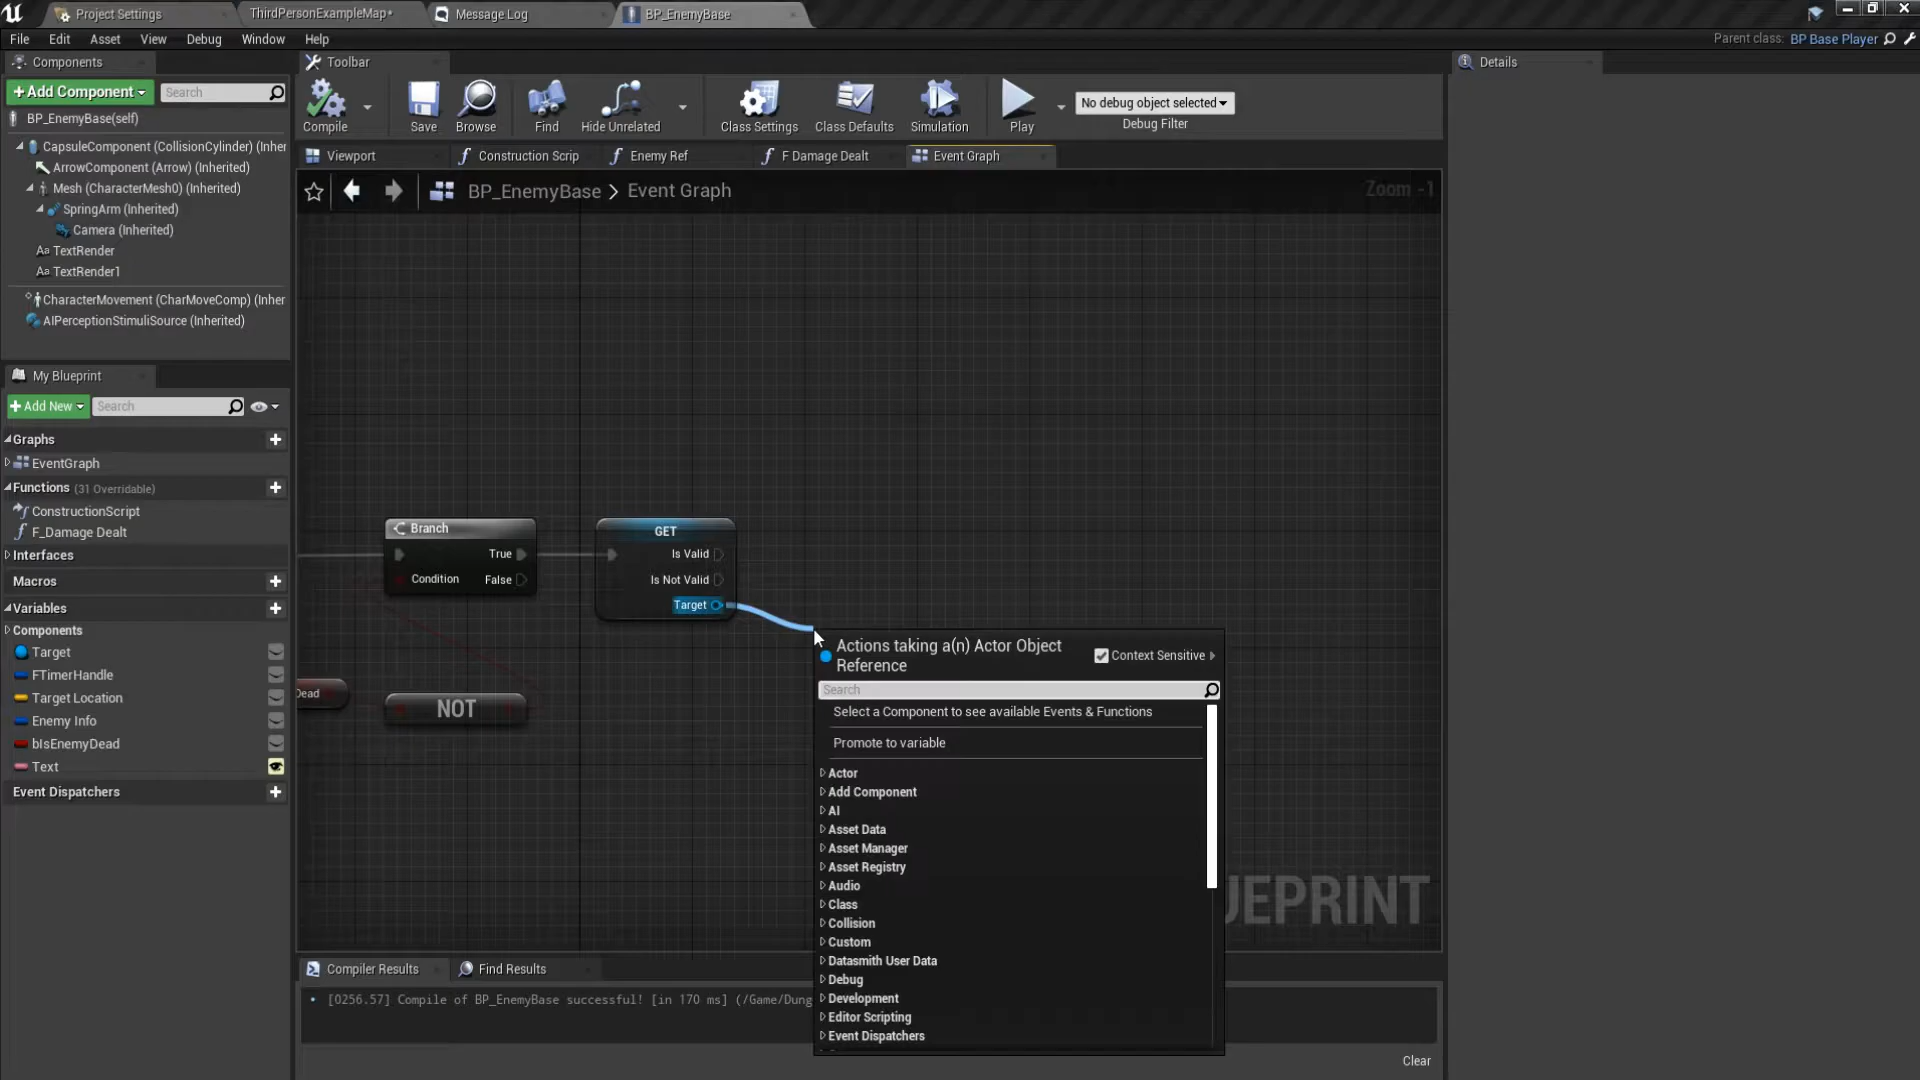 Project Settings
ThirdPersonExampleMap*
Message Log
BP_EnemyBase
File
Edit
Asset
View
Debug
Window
Help
Parent class: BP Base Player
Components
+Add Component
Search
BP_EnemyBase(self)
CapsuleComponent (CollisionCylinder) (Inher
ArrowComponent (Arrow) (Inherited)
Mesh (CharacterMesh0) (Inherited)
SpringArm (Inherited)
Camera (Inherited)
TextRender
TextRender1
CharacterMovement (CharMoveComp) (Inher
AIPerceptionStimuliSource (Inherited)
My Blueprint
+Add New
Search
Graphs
EventGraph
Functions (31 Overridable)
ConstructionScript
F_Damage Dealt
Interfaces
Macros
Variables
Components
Target
FTimerHandle
Target Location
Enemy Info
bIsEnemyDead
Text
Event Dispatchers
Toolbar
Compile
Save
Browse
Find
Hide Unrelated
Class Settings
Class Defaults
Simulation
Play
No debug object selected
Debug Filter
Viewport
Construction Scrip
Enemy Ref
F Damage Dealt
Event Graph
BP_EnemyBase > Event Graph
Zoom -1
Branch
True
Condition
False
GET
Is Valid
Is Not Valid
Target
Dead
NOT
Actions taking a(n) Actor Object
Reference
Context Sensitive
Search
Select a Component to see available Events & Functions
Promote to variable
Actor
Add Component
AI
Asset Data
Asset Manager
Asset Registry
Audio
Class
Collision
Custom
Datasmith User Data
Debug
Development
Editor Scripting
Event Dispatchers
UEPRINT
Compiler Results
Find Results
[0256.57] Compile of BP_EnemyBase successful! [in 170 ms] (/Game/Dung
Clear
Details